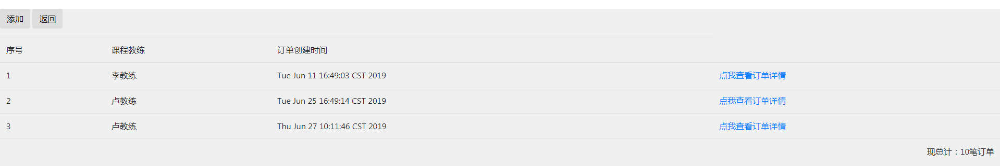 添加 返回
序号 课程教练 订单创建时间
1 李教练 Tue Jun 11 16:49:03 CST 2019 点我查看订单详情
2 卢教练 Tue Jun 25 16:49:14 CST 2019 点我查看订单详情
3 卢教练 Thu Jun 27 10:11:46 CST 2019 点我查看订单详情
现总计：10笔订单